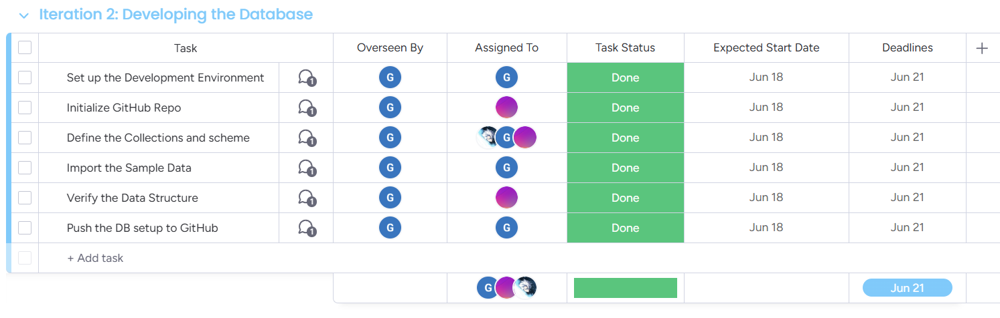 Iteration 2: Developing the Database
Task Overseen By Assigned To Task Status Expected Start Date Deadlines +
Set up the Development Environment 1 G G Done Jun 18 Jun 21
Initialize GitHub Repo 1 G Done Jun 18 Jun 21
Define the Collections and scheme 1 G G Done Jun 18 Jun 21
Import the Sample Data 1 G G Done Jun 18 Jun 21
Verify the Data Structure 1 G Done Jun 18 Jun 21
Push the DB setup to GitHub 1 G G Done Jun 18 Jun 21
+ Add task
G Jun 21